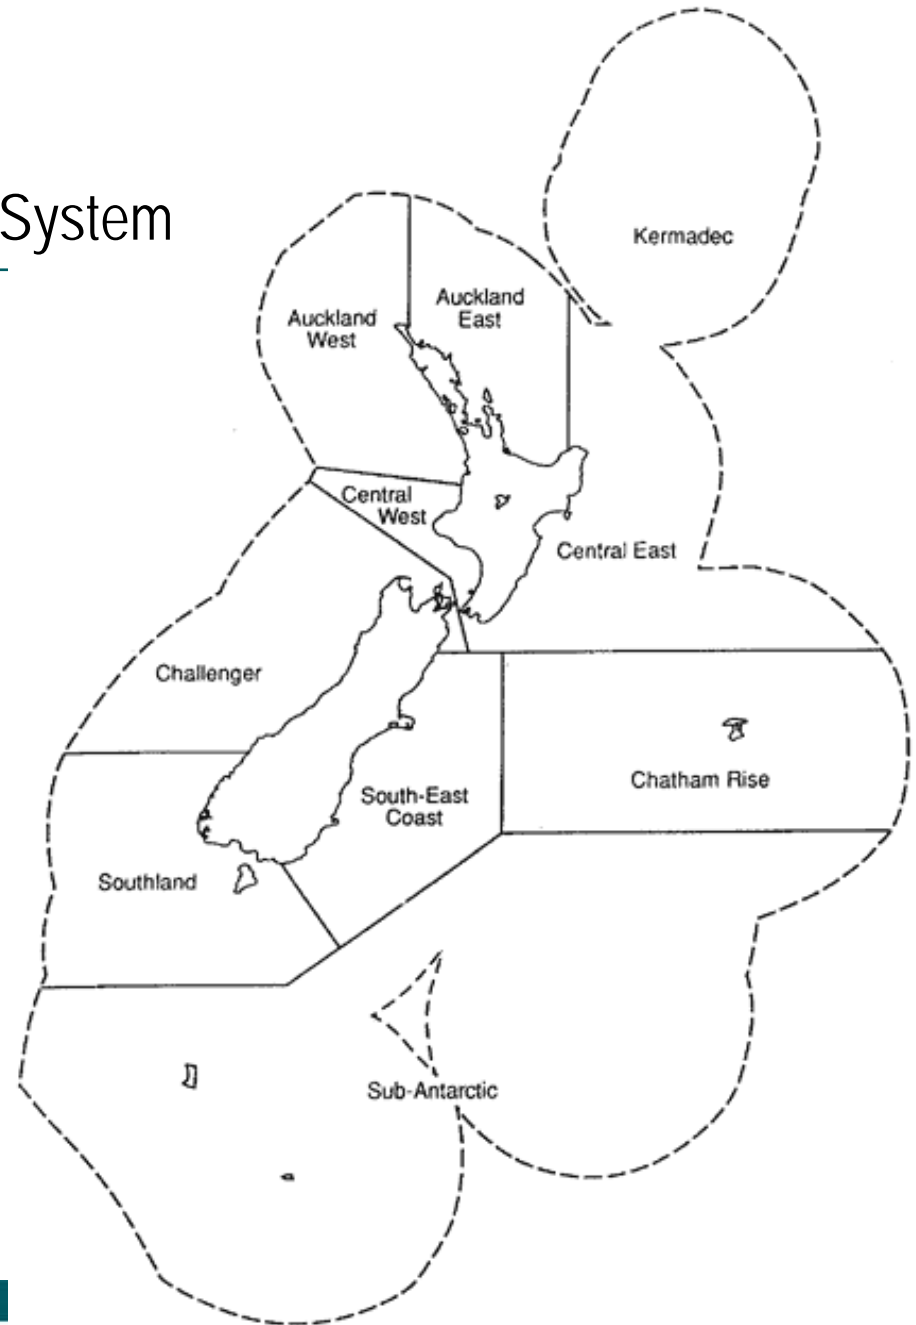 System
Kermadec
Auckland
East
Auckland
West
Central
West
Central East
Challenger
Chatham Rise
South-East
Coast
Southland
Sub-Antarctic